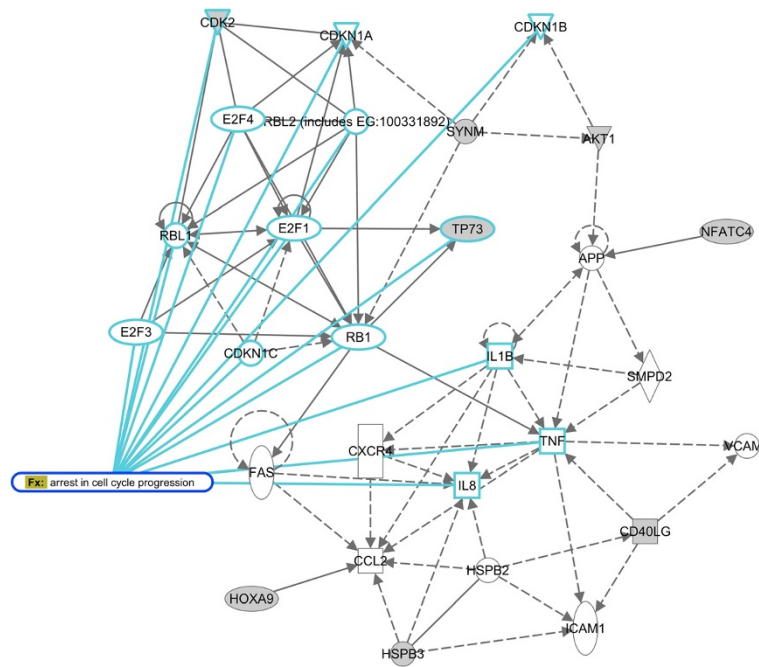 CDK2
CDKN1A
CDKN1B
E2F4
RBL2 (includes EG:100331892)
SYNM
AKT1
RBL1
E2F1
TP73
NFATC4
APP
E2F3
CDKN1C
RB1
IL1B
SMPD2
CXCR4
TNF
VCAM
FAS
Fx: arrest in cell cycle progression
IL8
CD40LG
CCL2
HSPB2
HOXA9
ICAM1
HSPB3